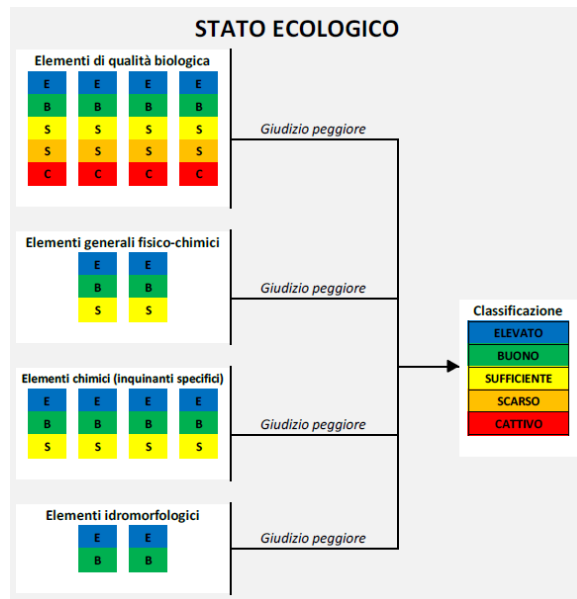 STATO ECOLOGICO
Elementi di qualità biologica
E E E E
B B B B
S S S S
S S S S
C C C C
Giudizio peggiore
Elementi generali fisico-chimici
E E
B B
S S
Giudizio peggiore
Classificazione
ELEVATO
BUONO
SUFFICIENTE
SCARSO
CATTIVO
Elementi chimici (inquinanti specifici)
E E E E
B B B B
S S S S
Giudizio peggiore
Elementi idromorfologici
E E
B B
Giudizio peggiore